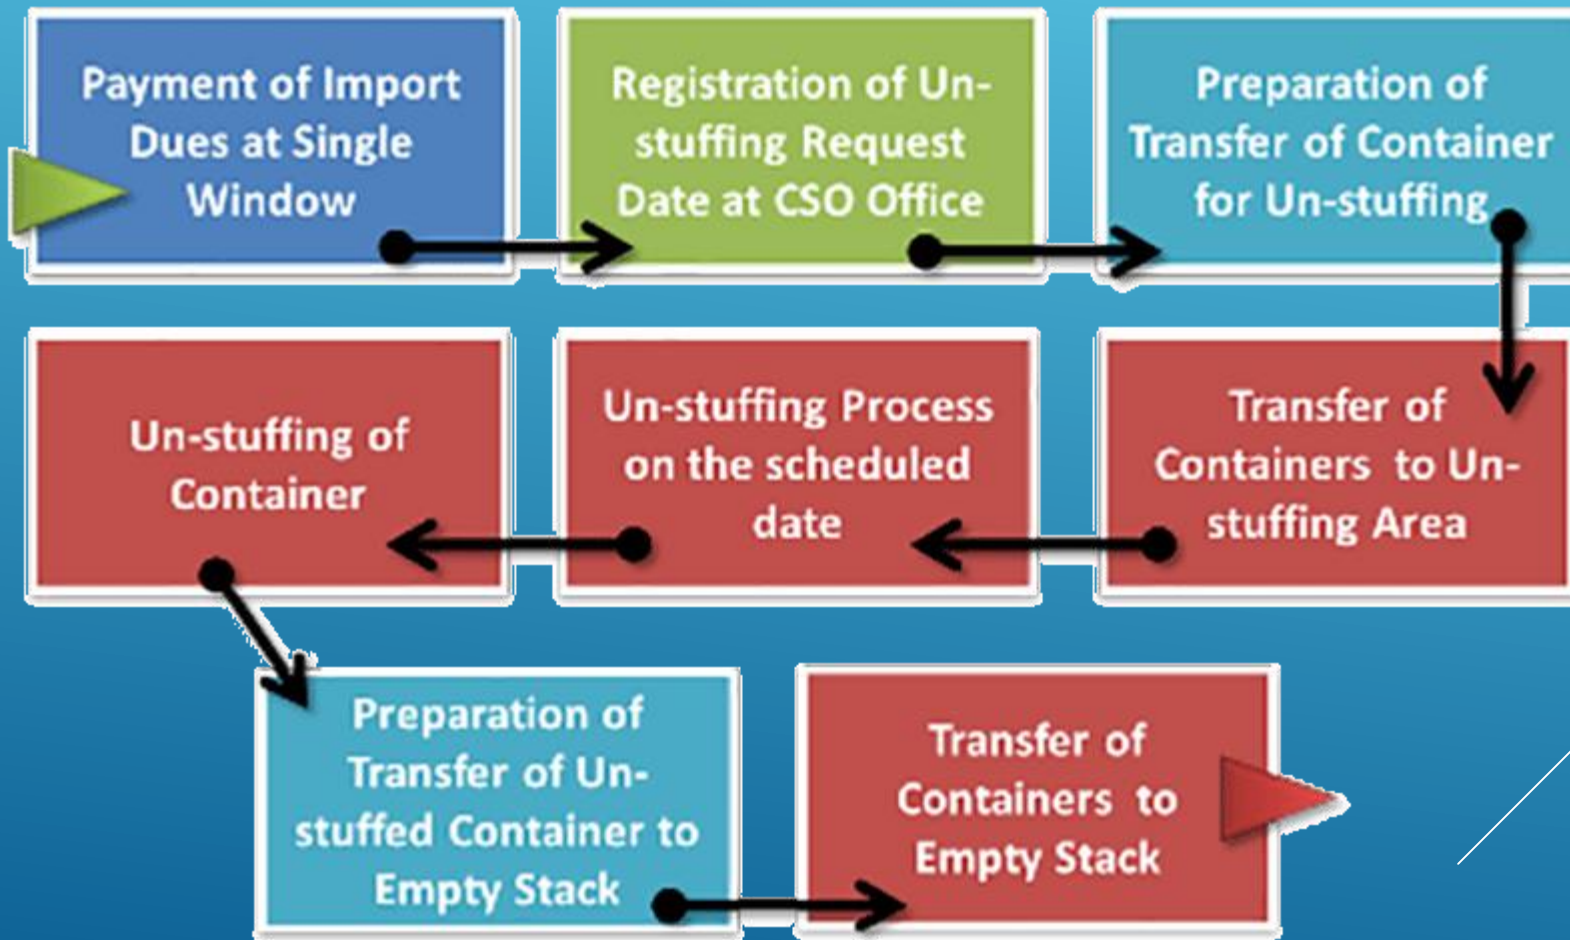 Payment of Import
Dues at Single
Window
Registration of Un-
stuffing Request
Date at CSO Office
Preparation of
Transfer of Container
for Un-stuffing
Transfer of
Containers to Un-
stuffing Area
Un-stuffing Process
on the scheduled
date
Un-stuffing of
Container
Preparation of
Transfer of Un-
stuffed Container to
Empty Stack
Transfer of
Containers to
Empty Stack